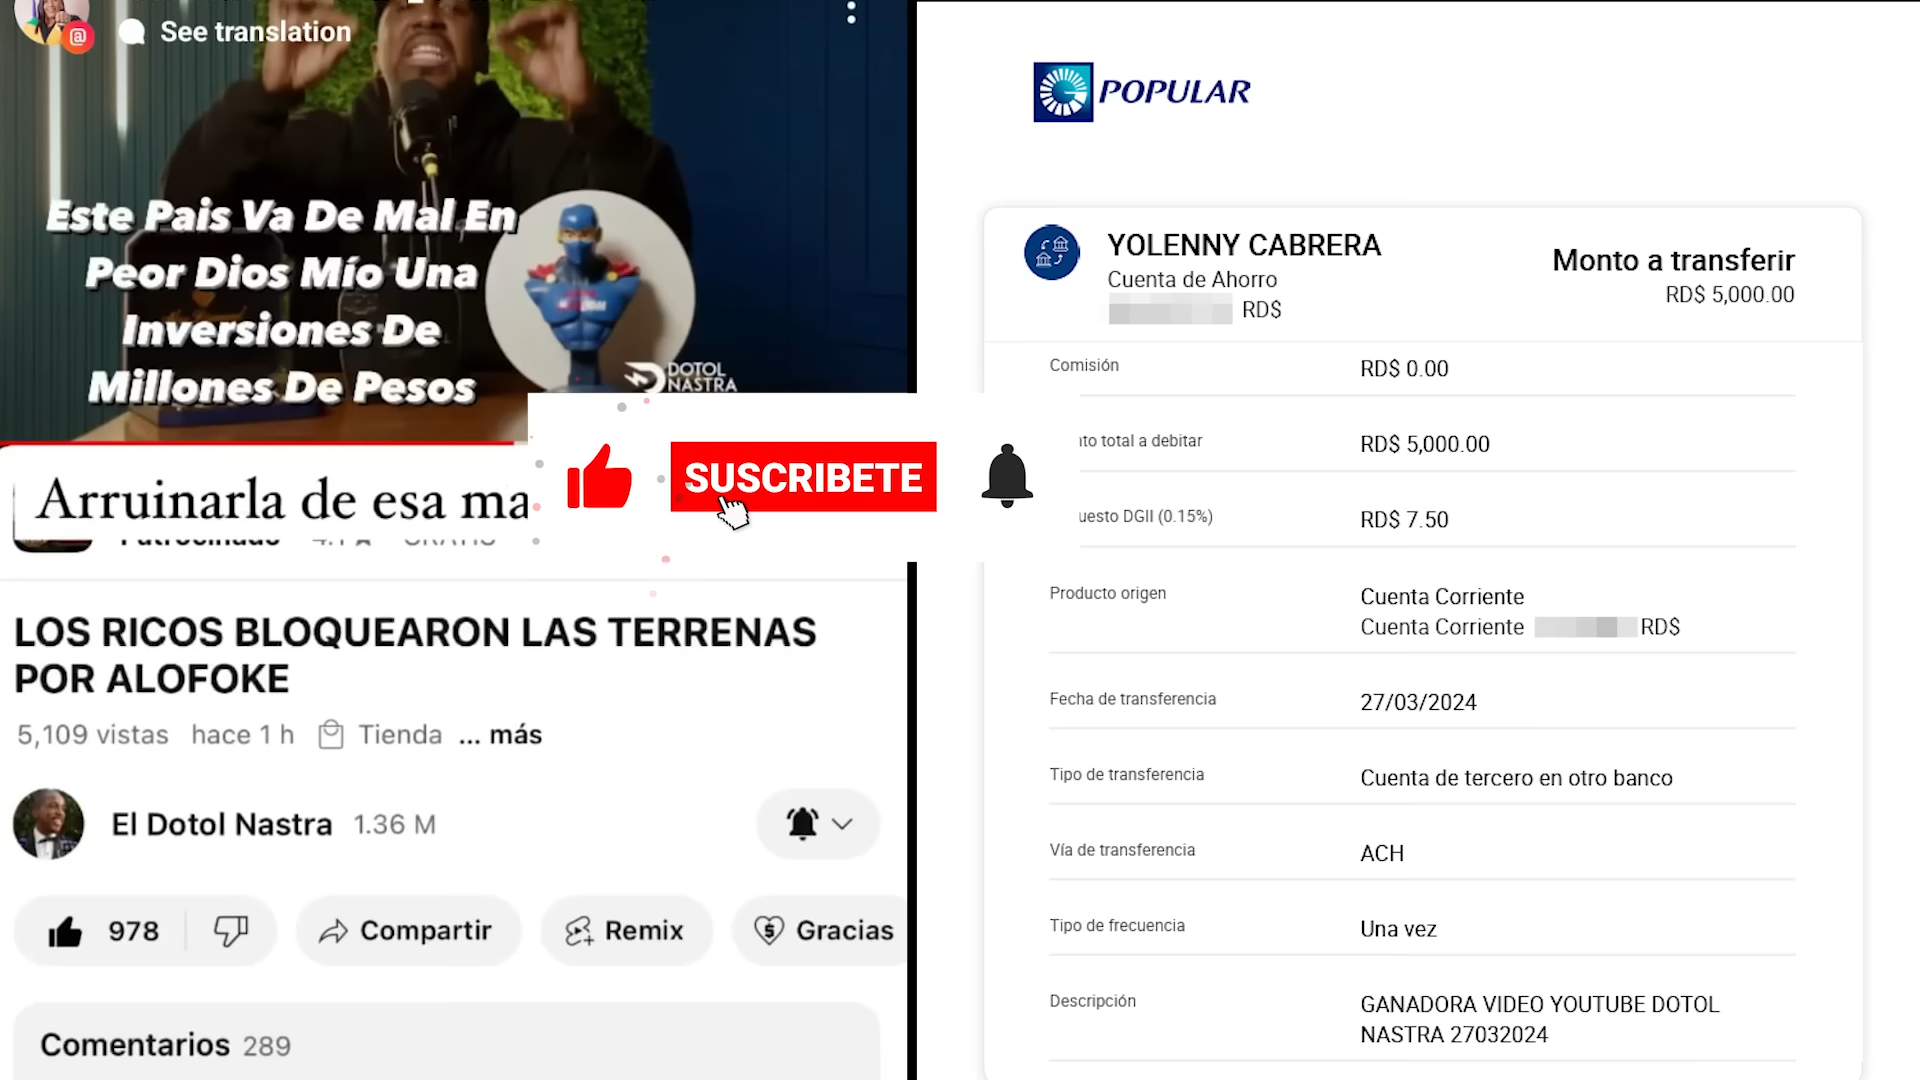 See translation
Este Pais Va De Mal En
Peor Dios Mío Una
Inversiones De
Millones De Pesos
DOTOL
NASTRA
Arruinarla de esa ma
Patrocinado
GRATIS
SUSCRIBETE
LOS RICOS BLOQUEARON LAS TERRENAS
POR ALOFOKE
5,109 vistas hace 1 h Tienda ... más
El Dotol Nastra 1.36 M
978 Compartir Remix Gracias
Comentarios 289
POPULAR
YOLENNY CABRERA
Cuenta de Ahorro
RD$
Monto a transferir
RD$ 5,000.00
Comisión RD$ 0.00
nto total a debitar RD$ 5,000.00
uesto DGII (0.15%) RD$ 7.50
Producto origen Cuenta Corriente
Cuenta Corriente RD$
Fecha de transferencia 27/03/2024
Tipo de transferencia Cuenta de tercero en otro banco
Vía de transferencia ACH
Tipo de frecuencia Una vez
Descripción GANADORA VIDEO YOUTUBE DOTOL
NASTRA 27032024